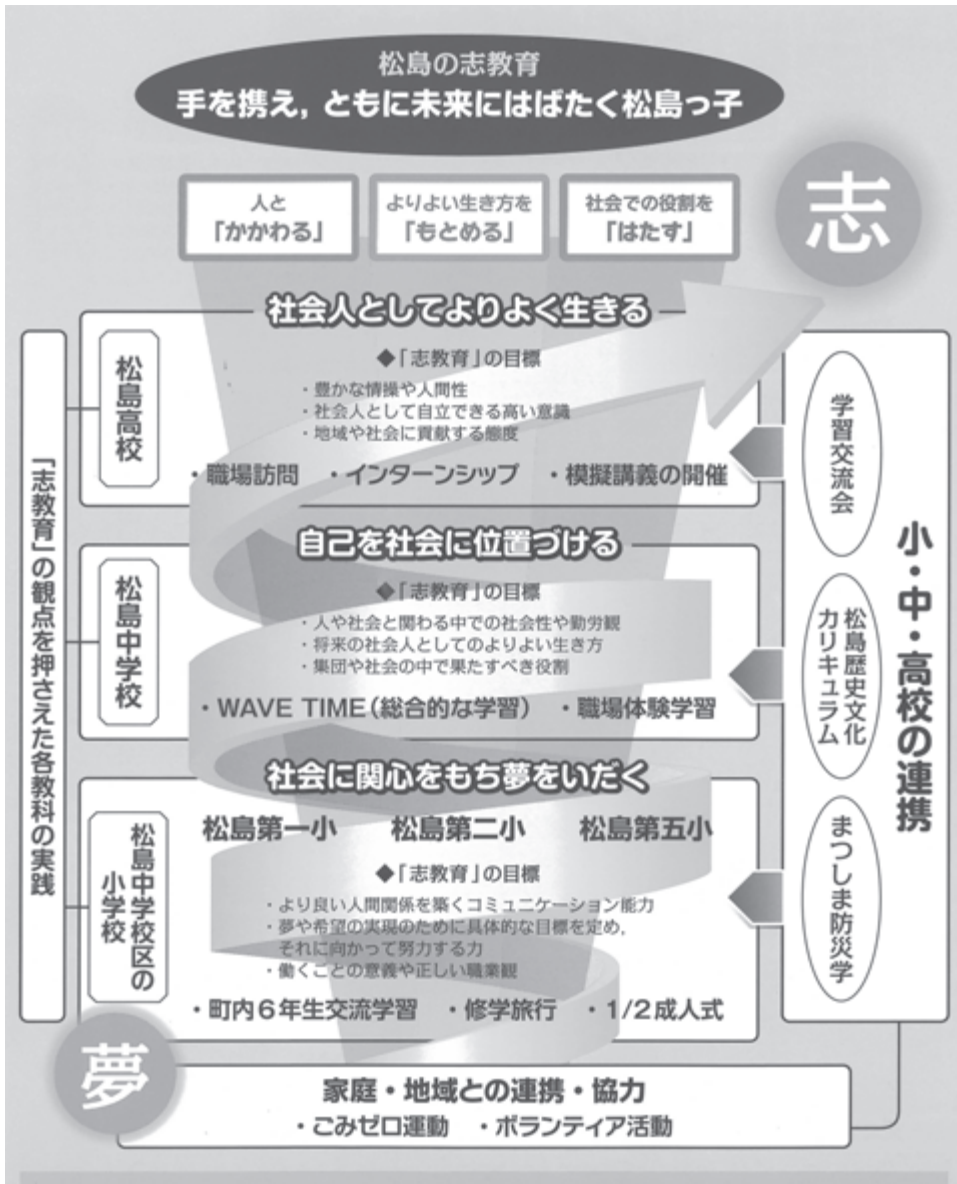 松島の志教育
手を携え，ともに未来にはばたく松島っ子
志
人と
「かかわる」
よりよい生き方を
「もとめる」
社会での役割を
「はたす」
社会人としてよりよく生きる
松島高校
◆「志教育」の目標
・豊かな情操や人間性
・社会人として自立できる高い意識
・地域や社会に貢献する態度
・職場訪問　・インターンシップ　・模擬講義の開催
自己を社会に位置づける
松島中学校
◆「志教育」の目標
・人や社会と関わる中での社会性や勤労観
・将来の社会人としてのよりよい生き方
・集団や社会の中で果たすべき役割
・WAVE TIME（総合的な学習）　・職場体験学習
社会に関心をもち夢をいだく
松島中学校区の
小学校
松島第一小　松島第二小　松島第五小
◆「志教育」の目標
・より良い人間関係を築くコミュニケーション能力
・夢や希望の実現のために具体的な目標を定め，
それに向かって努力する力
・働くことの意義や正しい職業観
・町内６年生交流学習　・修学旅行　・1/2成人式
「志教育」の観点を押さえた各教科の実践
小・中・高校の連携
学習交流会
松島歴史文化
カリキュラム
まつしま防災学
夢
家庭・地域との連携・協力
・ごみゼロ運動　・ボランティア活動